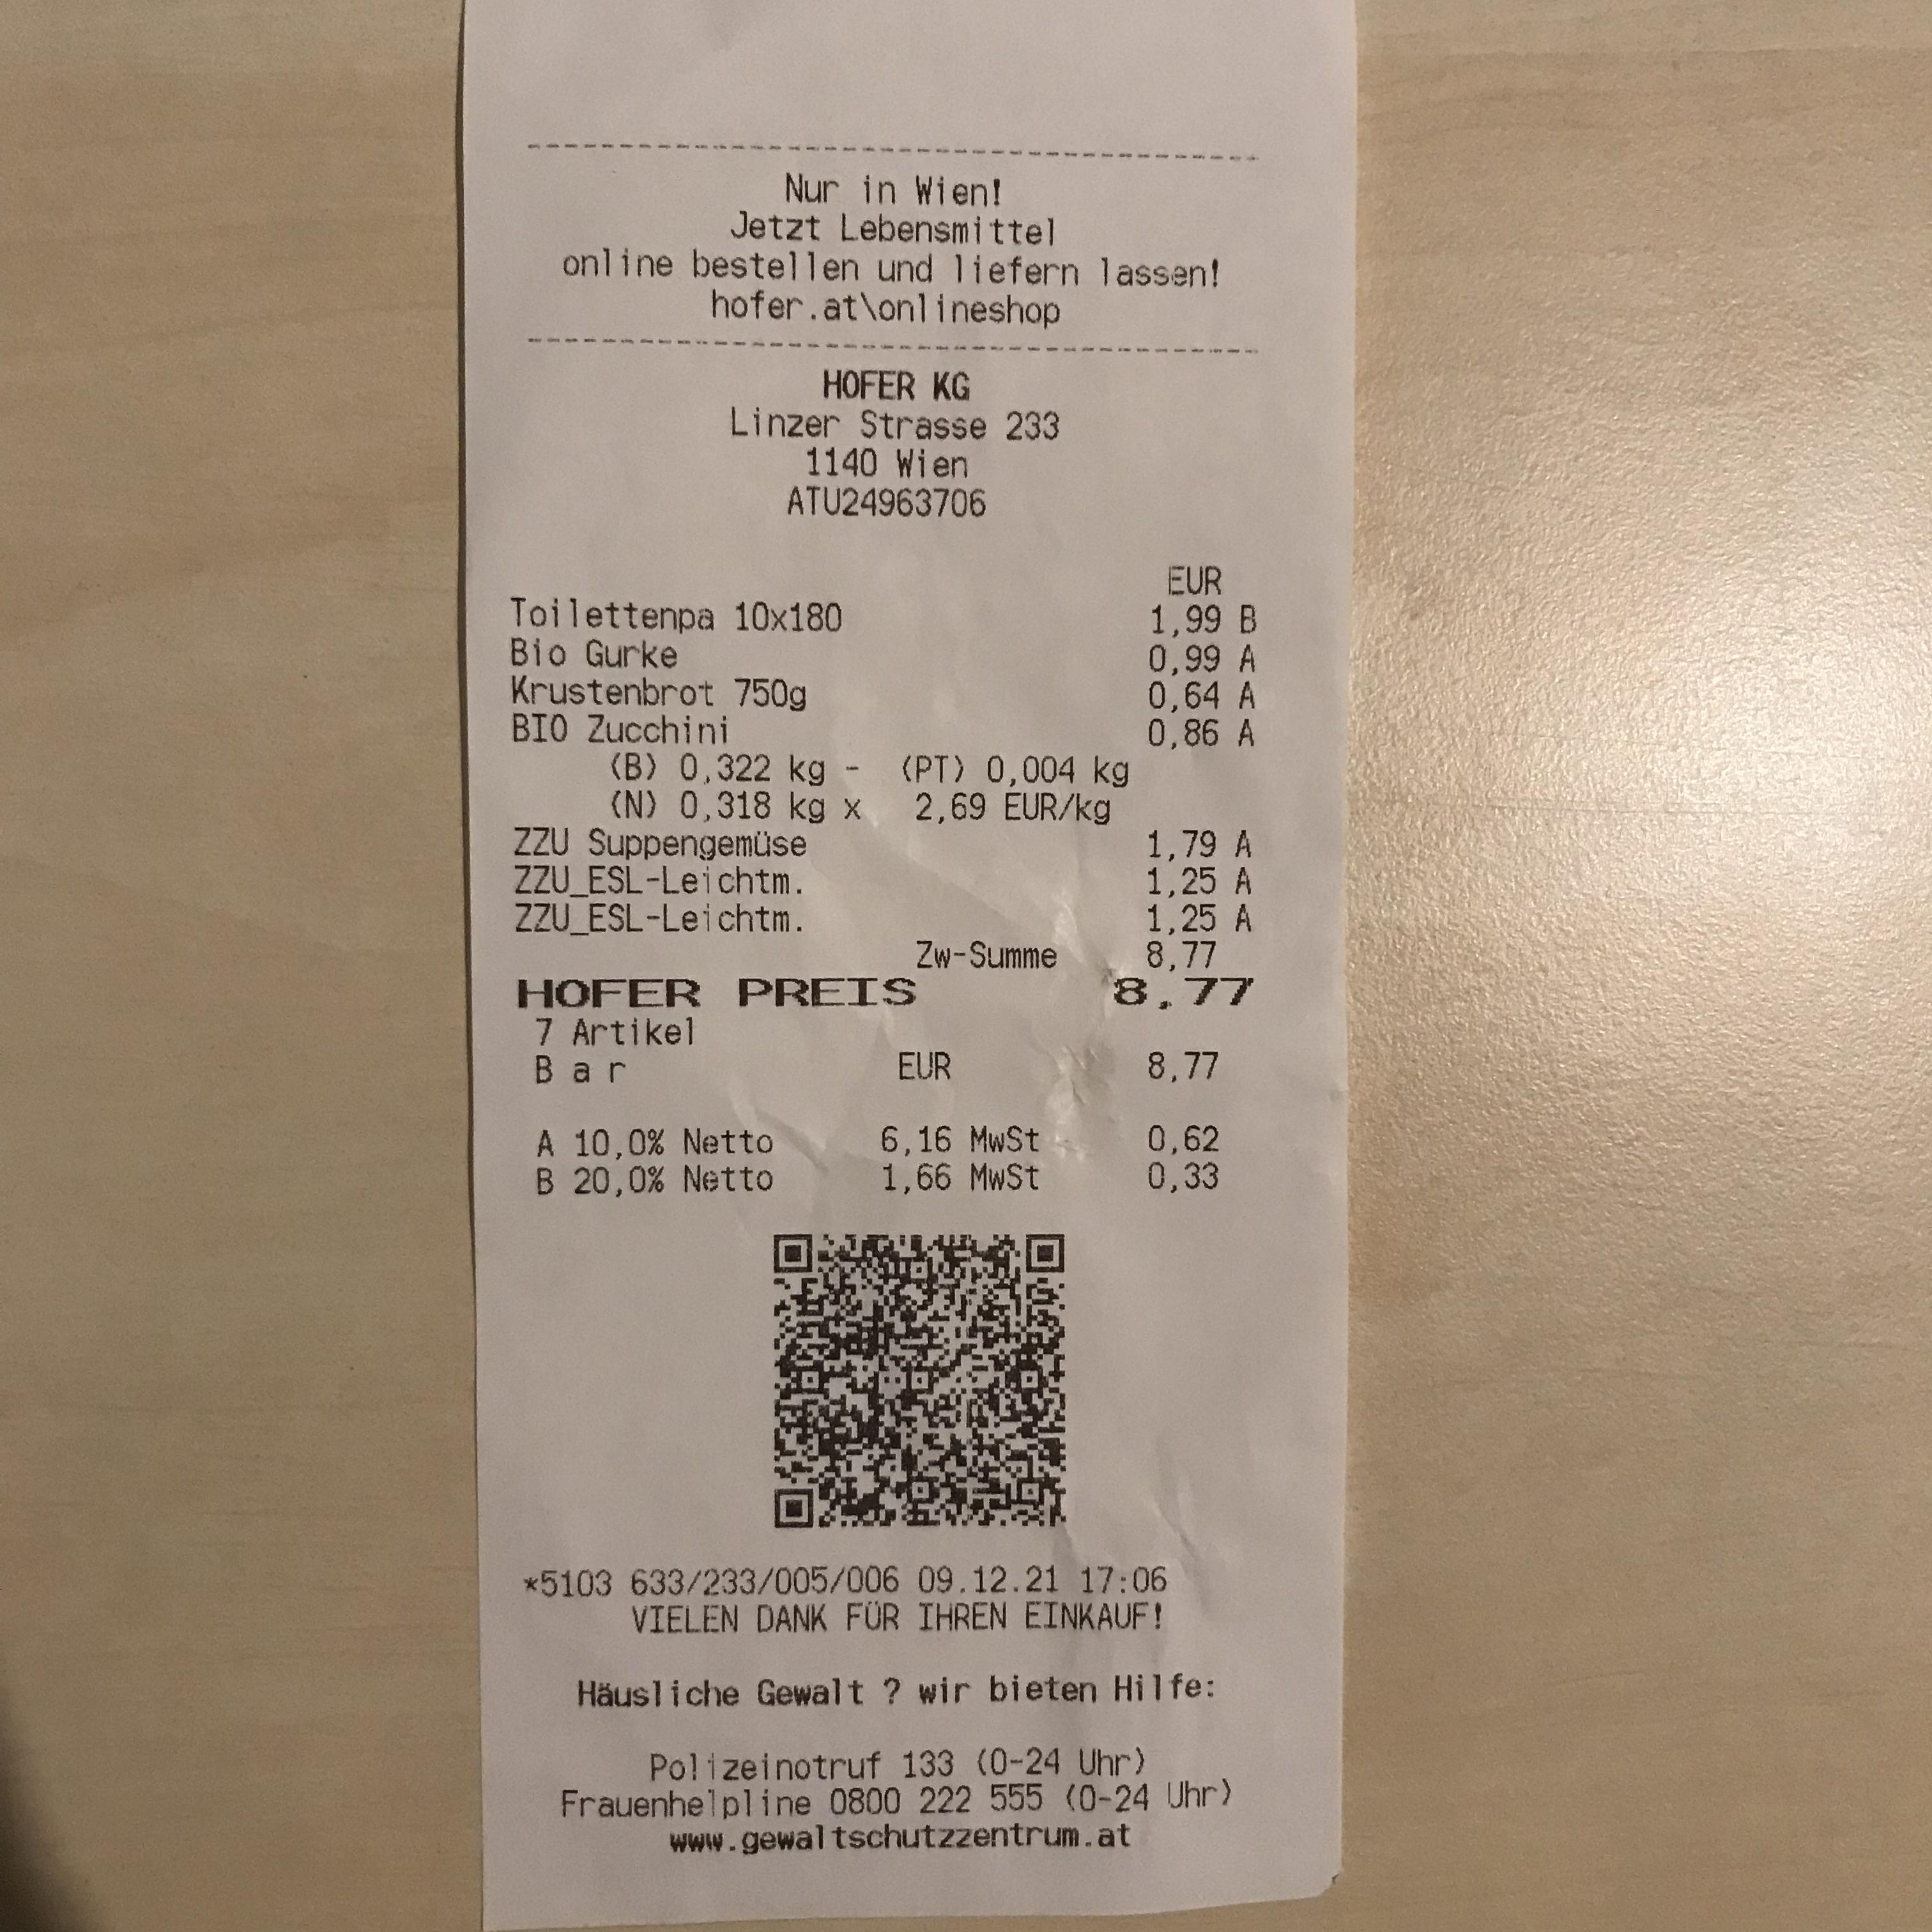 Nur in Wien!
Jetzt Lebensmittel
online bestellen und liefern lassen!
hofer.at\onlineshop
HOFER KG
Linzer Strasse 233
1140 Wien
ATU24963706
EUR
Toilettenpa 10x180 1,99 B
Bio Gurke 0,99 A
Krustenbrot 750g 0,64 A
BIO Zucchini 0,86 A
(B) 0,322 kg - (PT) 0,004 kg
(N) 0,318 kg x 2,69 EUR/kg
ZZU Suppengemüse 1,79 A
ZZU_ESL-Leichtm. 1,25 A
ZZU_ESL-Leichtm. 1,25 A
Zw-Summe 8,77
HOFER PREIS 8,77
7 Artikel
Bar EUR 8,77
A 10,0% Netto 6,16 MwSt 0,62
B 20,0% Netto 1,66 MwSt 0,33
*5103 633/233/005/006 09.12.21 17:06
VIELEN DANK FÜR IHREN EINKAUF!
Häusliche Gewalt ? wir bieten Hilfe:
Polizeinotruf 133 (0-24 Uhr)
Frauenhelpline 0800 222 555 (0-24 Uhr)
www.gewaltschutzzentrum.at